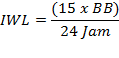 IWL = (15 x BB) / 24 Jam